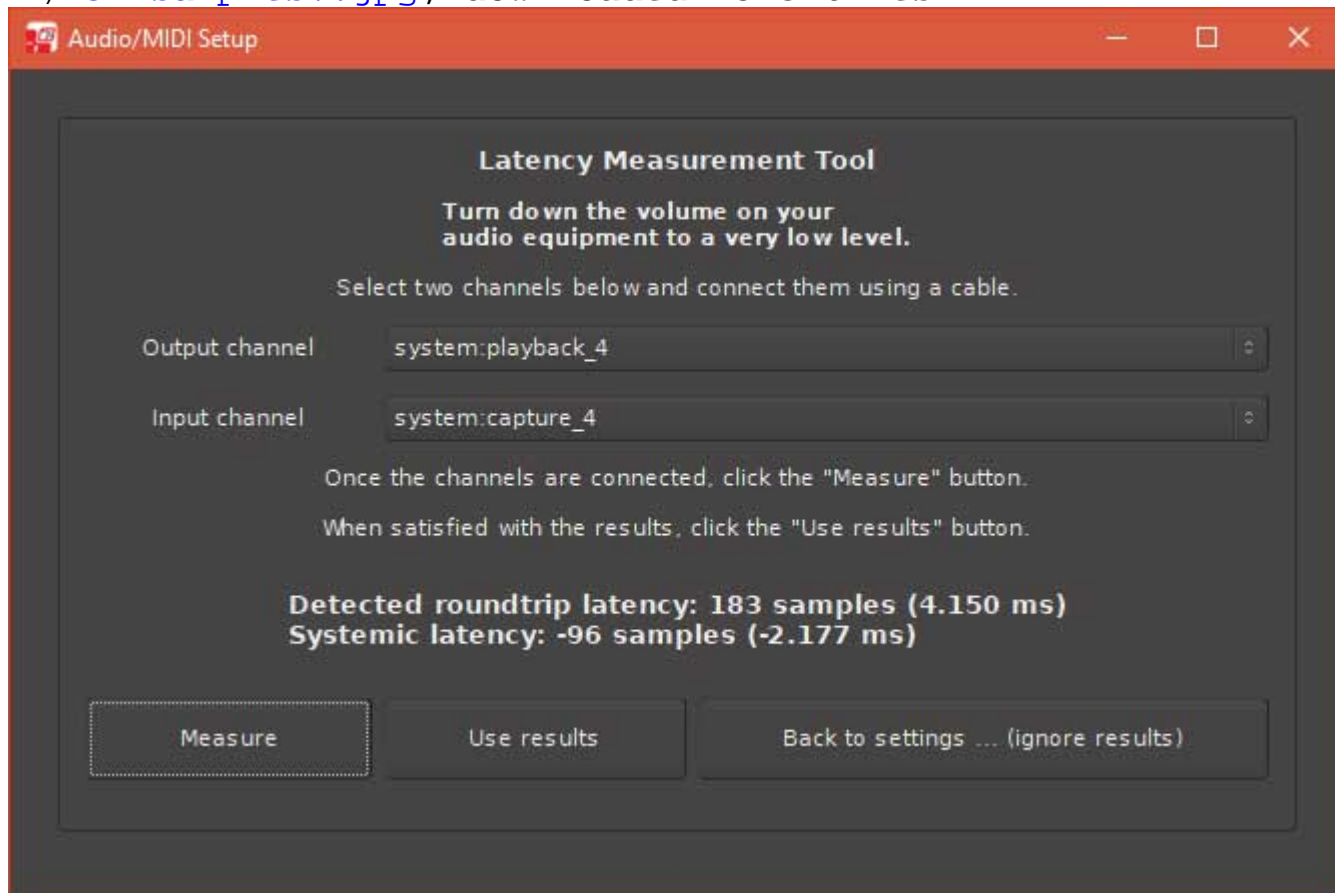 Audio/MIDI Setup
Latency Measurement Tool
Turn down the volume on your
audio equipment to a very low level.
Select two channels below and connect them using a cable.
Output channel system:playback_4
Input channel system:capture_4
Once the channels are connected, click the "Measure" button.
When satisfied with the results, click the "Use results" button.
Detected roundtrip latency: 183 samples (4.150 ms)
Systemic latency: -96 samples (-2.177 ms)
Measure Use results Back to settings ... (ignore results)